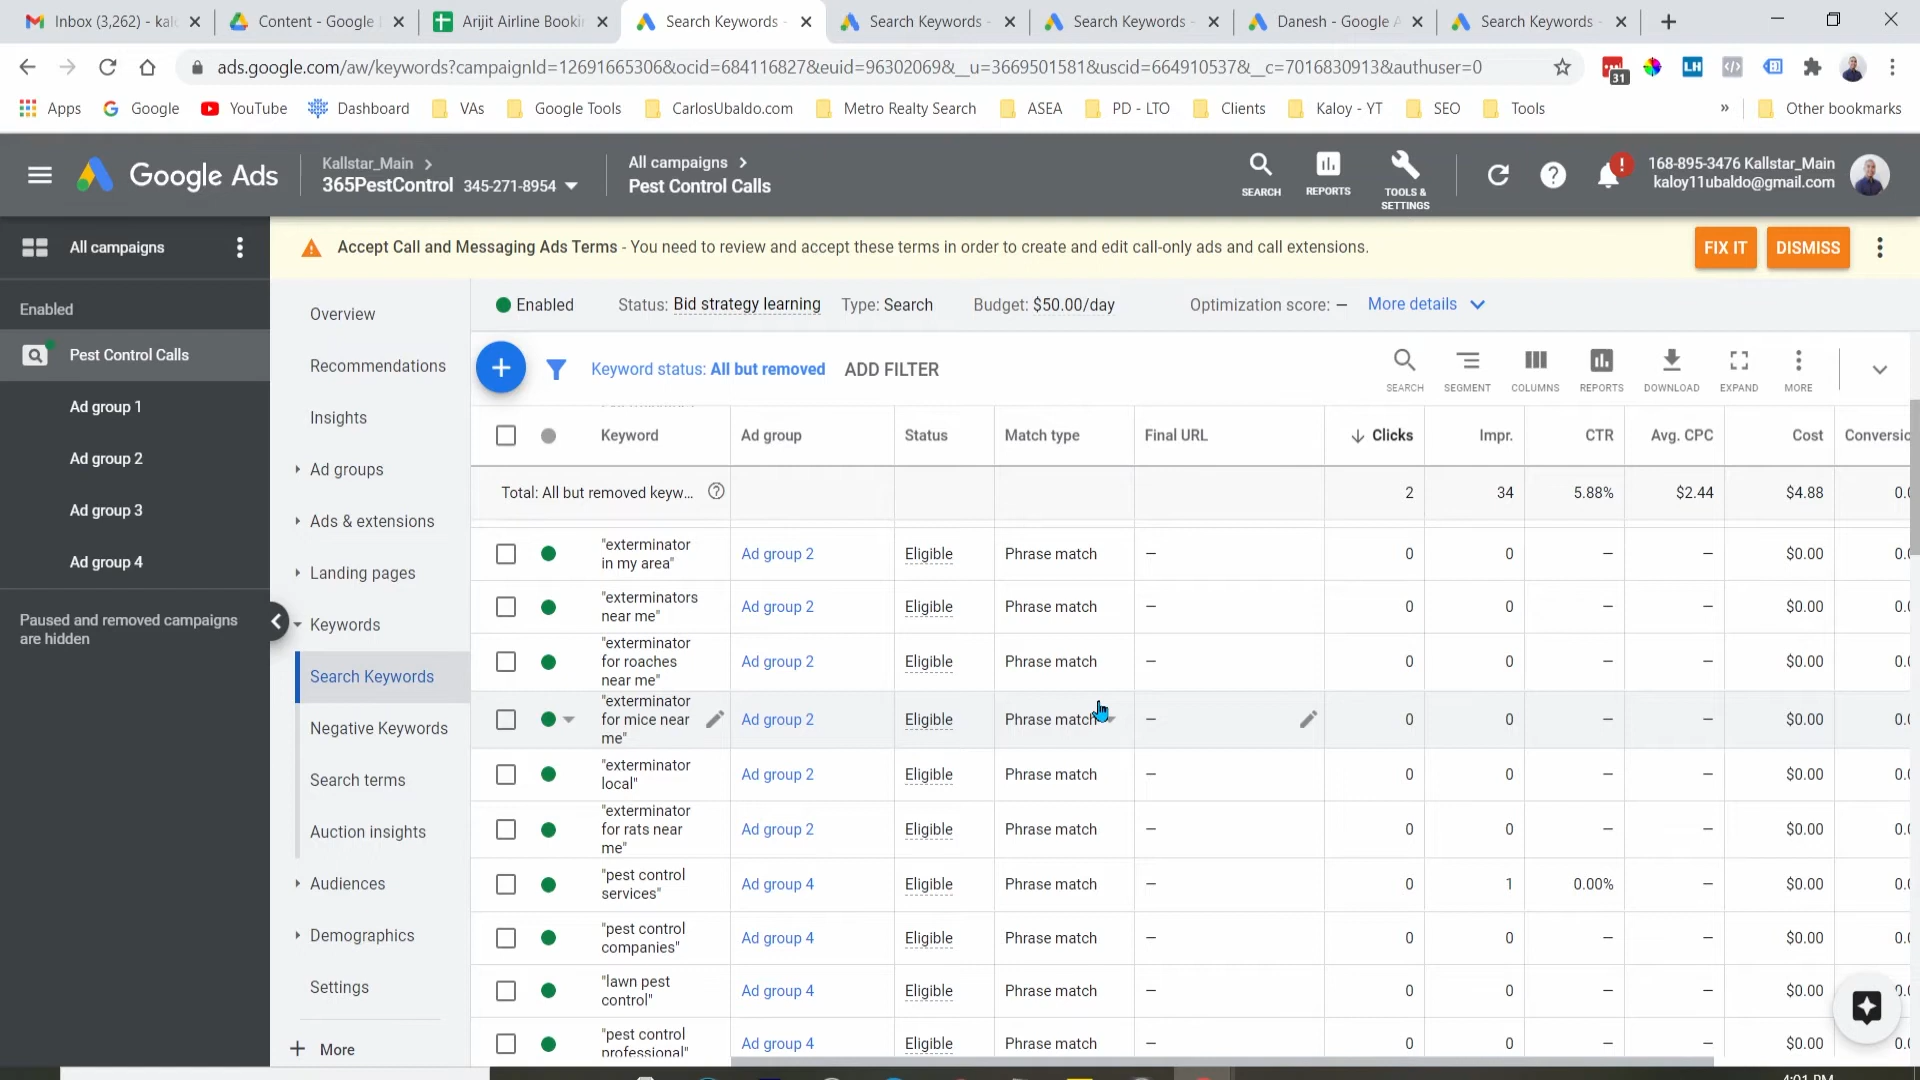 Inbox (3,262) - kal
Content - Google
Arijit Airline Bookin
Search Keywords -
Search Keywords -
Search Keywords -
Danesh - Google A
Search Keywords -
ads.google.com/aw/keywords?campaignId=12691665306&ocid=684116827&euid=96302069&__u=3669501581&uscid=664910537&__c=7016830913&authuser=0
31
LH
Apps
Google
YouTube
Dashboard
VAs
Google Tools
CarlosUbaldo.com
Metro Realty Search
ASEA
PD - LTO
Clients
Kaloy - YT
SEO
Tools
»
Other bookmarks
Google Ads
Kallstar_Main >
365PestControl 345-271-8954
All campaigns >
Pest Control Calls
SEARCH
REPORTS
TOOLS &
SETTINGS
168-895-3476 Kallstar_Main
kaloy11ubaldo@gmail.com
All campaigns
Accept Call and Messaging Ads Terms - You need to review and accept these terms in order to create and edit call-only ads and call extensions.
FIX IT
DISMISS
Enabled
Pest Control Calls
Ad group 1
Ad group 2
Ad group 3
Ad group 4
Paused and removed campaigns
are hidden
Overview
Recommendations
Insights
Ad groups
Ads & extensions
Landing pages
Keywords
Search Keywords
Negative Keywords
Search terms
Auction insights
Audiences
Demographics
Settings
+ More
Enabled Status: Bid strategy learning Type: Search Budget: $50.00/day Optimization score: – More details
Keyword status: All but removed ADD FILTER
SEARCH
SEGMENT
COLUMNS
REPORTS
DOWNLOAD
EXPAND
MORE
Keyword Ad group Status Match type Final URL Clicks Impr. CTR Avg. CPC Cost Conversic
Total: All but removed keyw... 2 34 5.88% $2.44 $4.88 0.
"exterminator
in my area" Ad group 2 Eligible Phrase match – 0 0 – – $0.00 0.
"exterminators
near me" Ad group 2 Eligible Phrase match – 0 0 – – $0.00 0.
"exterminator
for roaches
near me" Ad group 2 Eligible Phrase match – 0 0 – – $0.00 0.
"exterminator
for mice near
me" Ad group 2 Eligible Phrase match – 0 0 – – $0.00 0.
"exterminator
local" Ad group 2 Eligible Phrase match – 0 0 – – $0.00 0.
"exterminator
for rats near
me" Ad group 2 Eligible Phrase match – 0 0 – – $0.00 0.
"pest control
services" Ad group 4 Eligible Phrase match – 0 1 0.00% – $0.00 0.
"pest control
companies" Ad group 4 Eligible Phrase match – 0 0 – – $0.00 0.
"lawn pest
control" Ad group 4 Eligible Phrase match – 0 0 – – $0.00 0.
"pest control
professional" Ad group 4 Eligible Phrase match – 0 0 – – $0.00 0.
4:01 PM